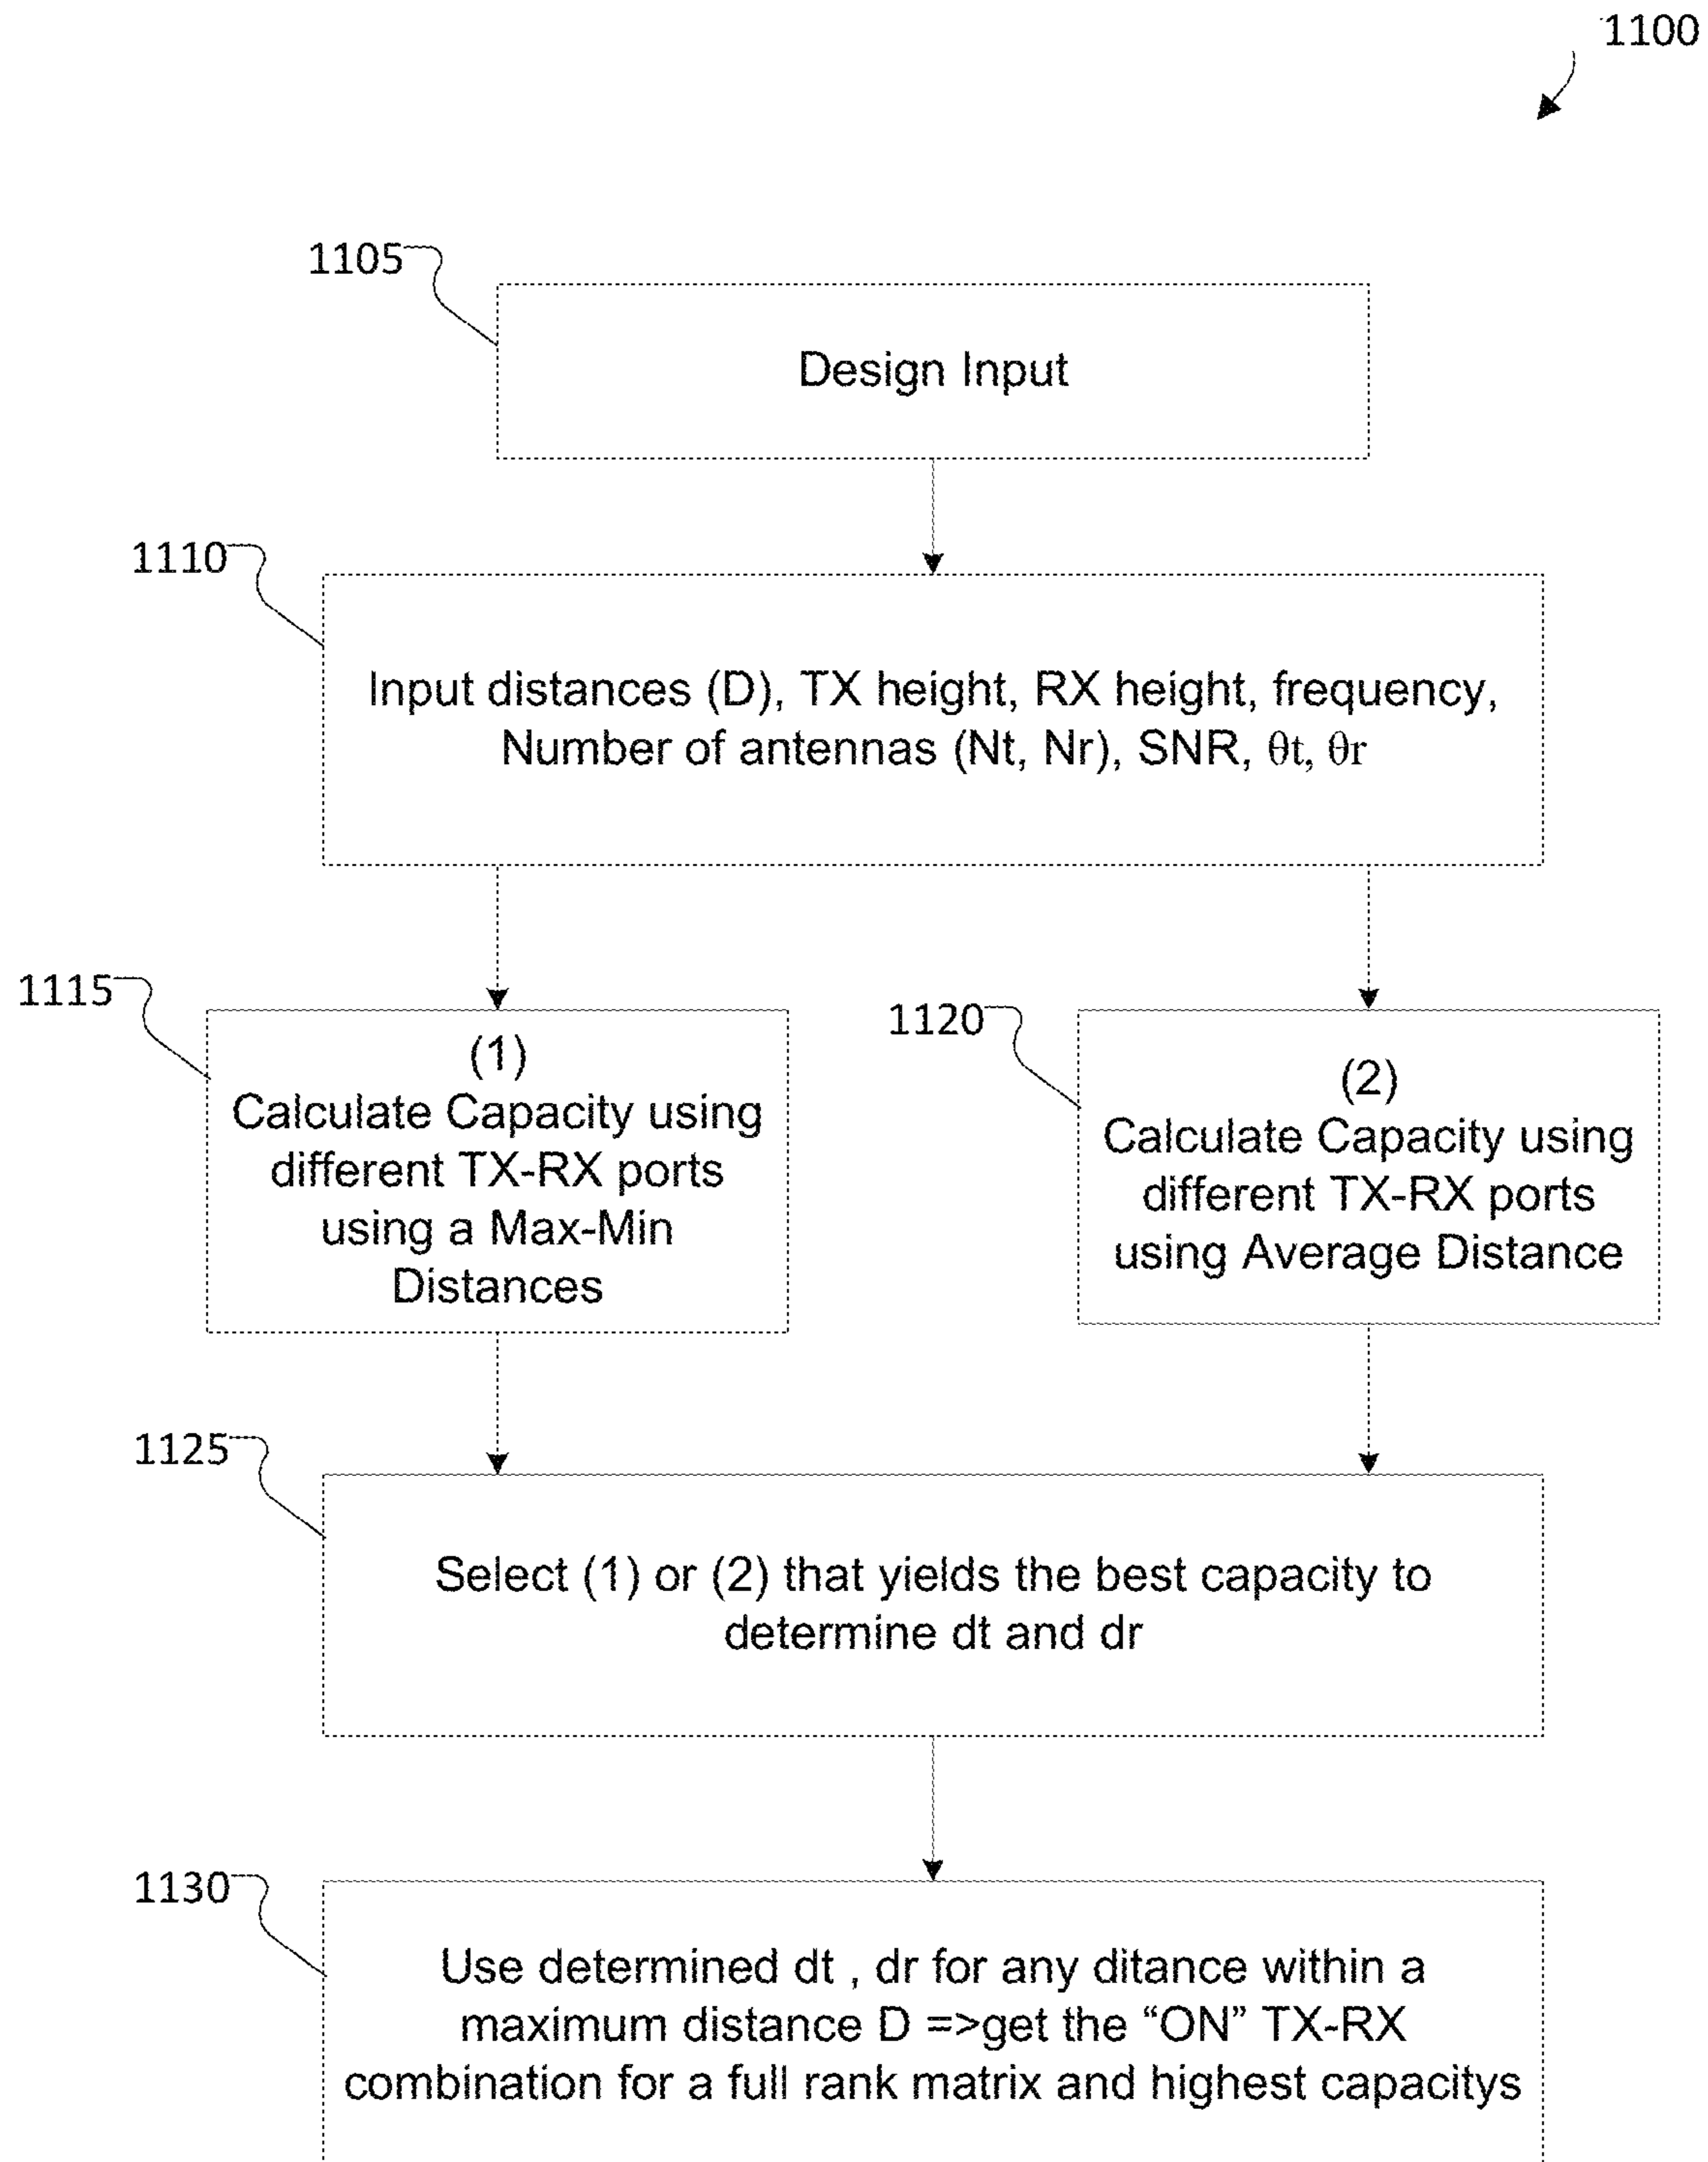 1100
1105
Design Input
1110
Input distances (D), TX height, RX height, frequency,
Number of antennas (Nt, Nr), SNR, θt, θr
1115
(1)
Calculate Capacity using
different TX-RX ports
using a Max-Min
Distances
1120
(2)
Calculate Capacity using
different TX-RX ports
using Average Distance
1125
Select (1) or (2) that yields the best capacity to
determine dt and dr
1130
Use determined dt , dr for any ditance within a
maximum distance D =>get the “ON” TX-RX
combination for a full rank matrix and highest capacitys